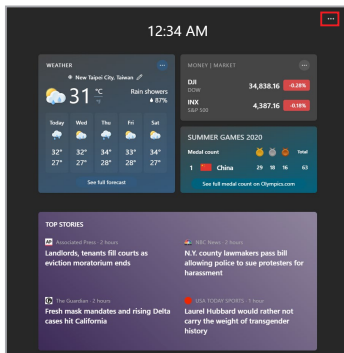 12:34 AM
WEATHER
New Taipei City, Taiwan
31 °C
Rain showers
87%
Today Wed Thu Fri Sat
32° 32° 32° 33° 34°
27° 27° 28° 28° 27°
See full forecast
MONEY | MARKET
DJI
DOW
34,838.16 -0.28%
INX
S&P 500
4,387.16 -0.18%
SUMMER GAMES 2020
Medal count Total
1 China 29 18 16 63
See full medal count on Olympics.com
TOP STORIES
AP Associated Press · 2 hours
Landlords, tenants fill courts as
eviction moratorium ends
NBC News · 2 hours
N.Y. county lawmakers pass bill
allowing police to sue protesters for
harassment
The Guardian · 2 hours
Fresh mask mandates and rising Delta
cases hit California
USA TODAY SPORTS · 1 hour
Laurel Hubbard would rather not
carry the weight of transgender
history